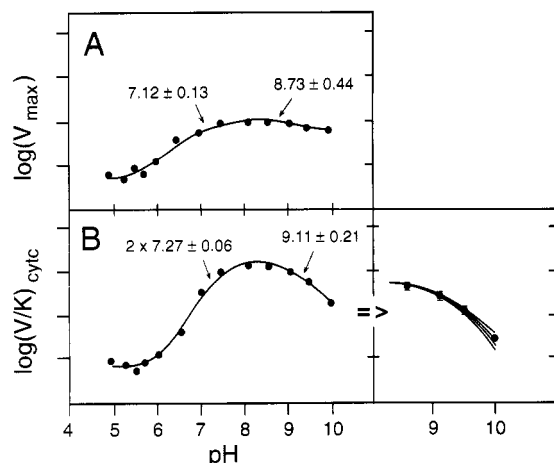 A
7.12 ± 0.13
8.73 ± 0.44
log(Vmax)
B
2 x 7.27 ± 0.06
9.11 ± 0.21
log(V/K)cytc
= >
4 5 6 7 8 9 10
9 10
pH